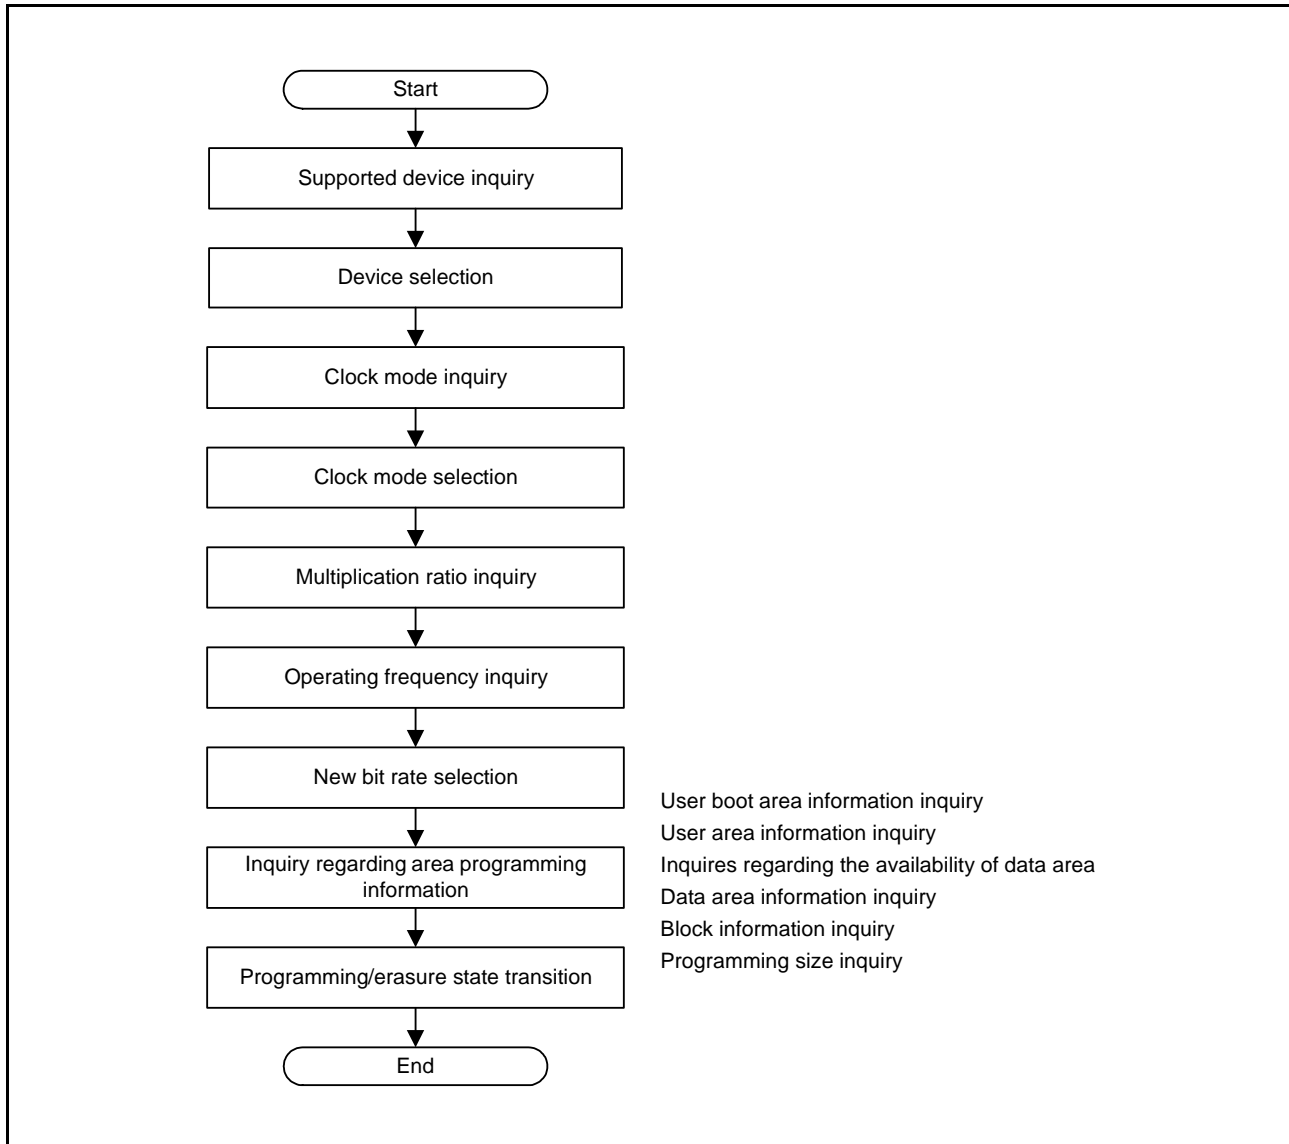 Start
Supported device inquiry
Device selection
Clock mode inquiry
Clock mode selection
Multiplication ratio inquiry
Operating frequency inquiry
New bit rate selection
Inquiry regarding area programming
information
User boot area information inquiry
User area information inquiry
Inquires regarding the availability of data area
Data area information inquiry
Block information inquiry
Programming size inquiry
Programming/erasure state transition
End